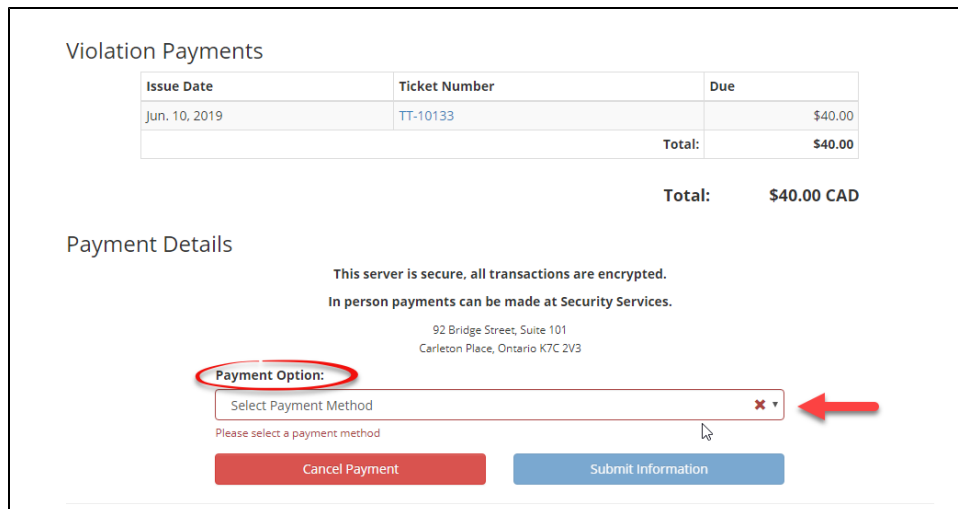 Violation Payments
Issue Date Ticket Number Due
Jun. 10, 2019 TT-10133 $40.00
Total: $40.00
Total: $40.00 CAD
Payment Details
This server is secure, all transactions are encrypted.
In person payments can be made at Security Services.
92 Bridge Street, Suite 101
Carleton Place, Ontario K7C 2V3
Payment Option:
Select Payment Method
Please select a payment method
Cancel Payment Submit Information